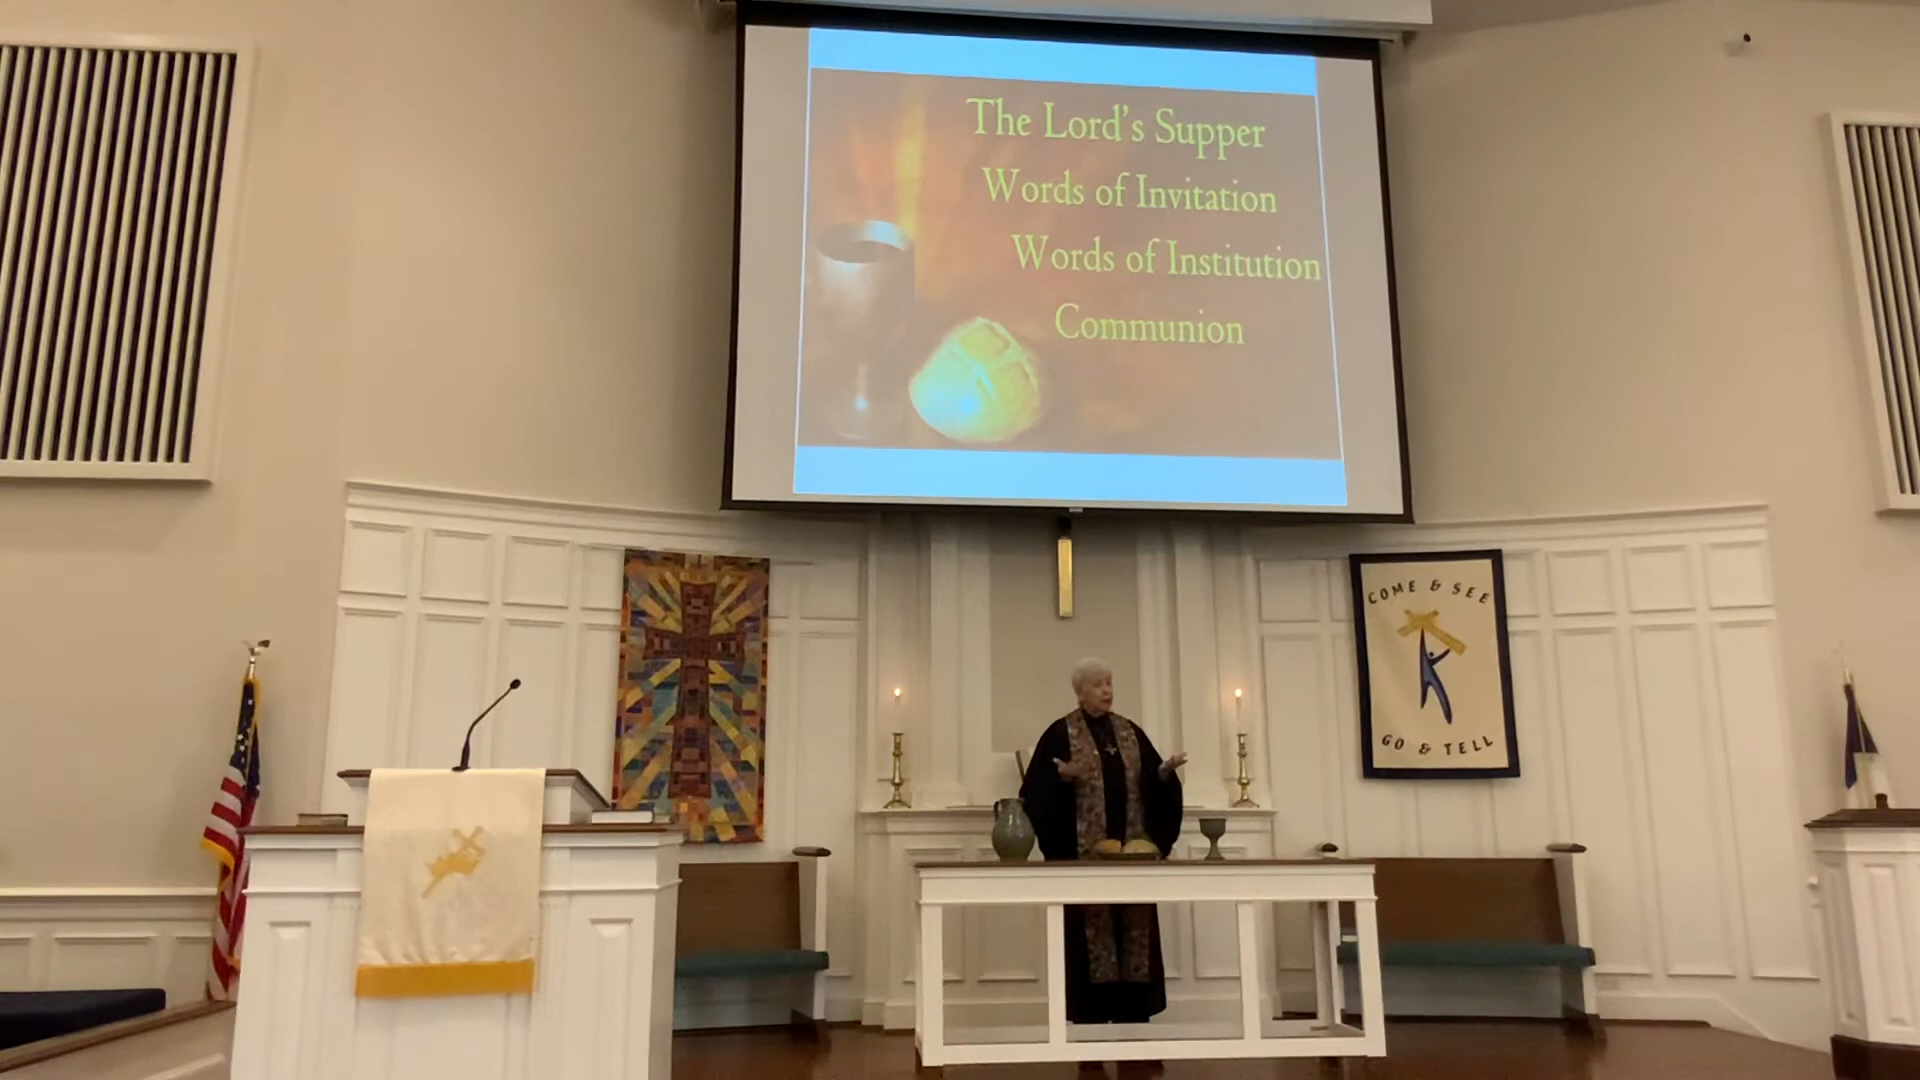 The Lord's Supper
Words of Invitation
Words of Institution
Communion
COME & SEE
GO & TELL